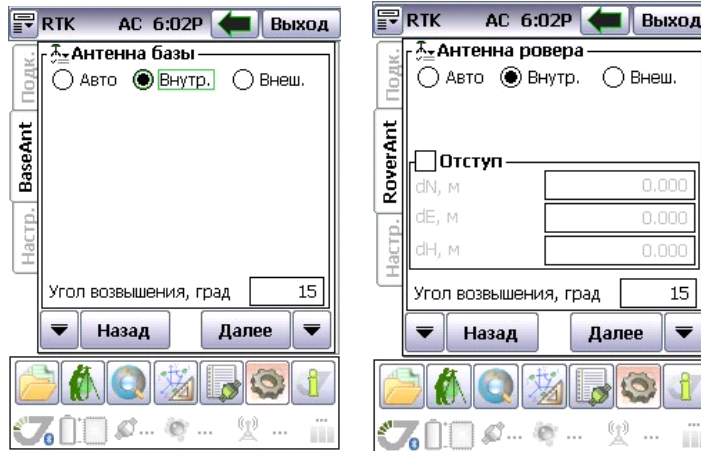 RTK AC 6:02P Выход
Антенна базы
Авто Внутр. Внеш.
Подк.
BaseAnt
Настр.
Угол возвышения, град 15
Назад Далее
...
...
...
RTK AC 6:02P Выход
Антенна ровера
Авто Внутр. Внеш.
Подк.
RoverAnt
Настр.
Отступ
dN, м 0.000
dE, м 0.000
dH, м 0.000
Угол возвышения, град 15
Назад Далее
...
...
...